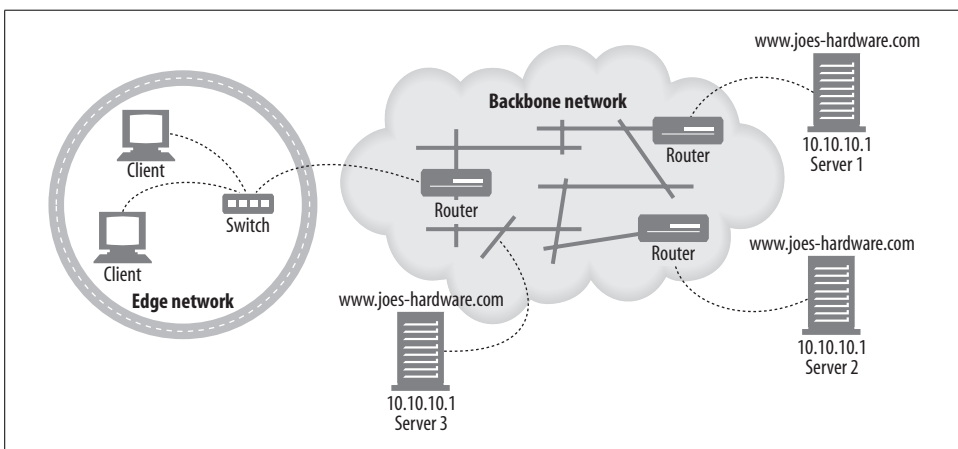 www.joes-hardware.com
Backbone network
Client
Router
10.10.10.1
Server 1
Switch
Router
Client
Router
www.joes-hardware.com
Edge network
www.joes-hardware.com
10.10.10.1
Server 2
10.10.10.1
Server 3